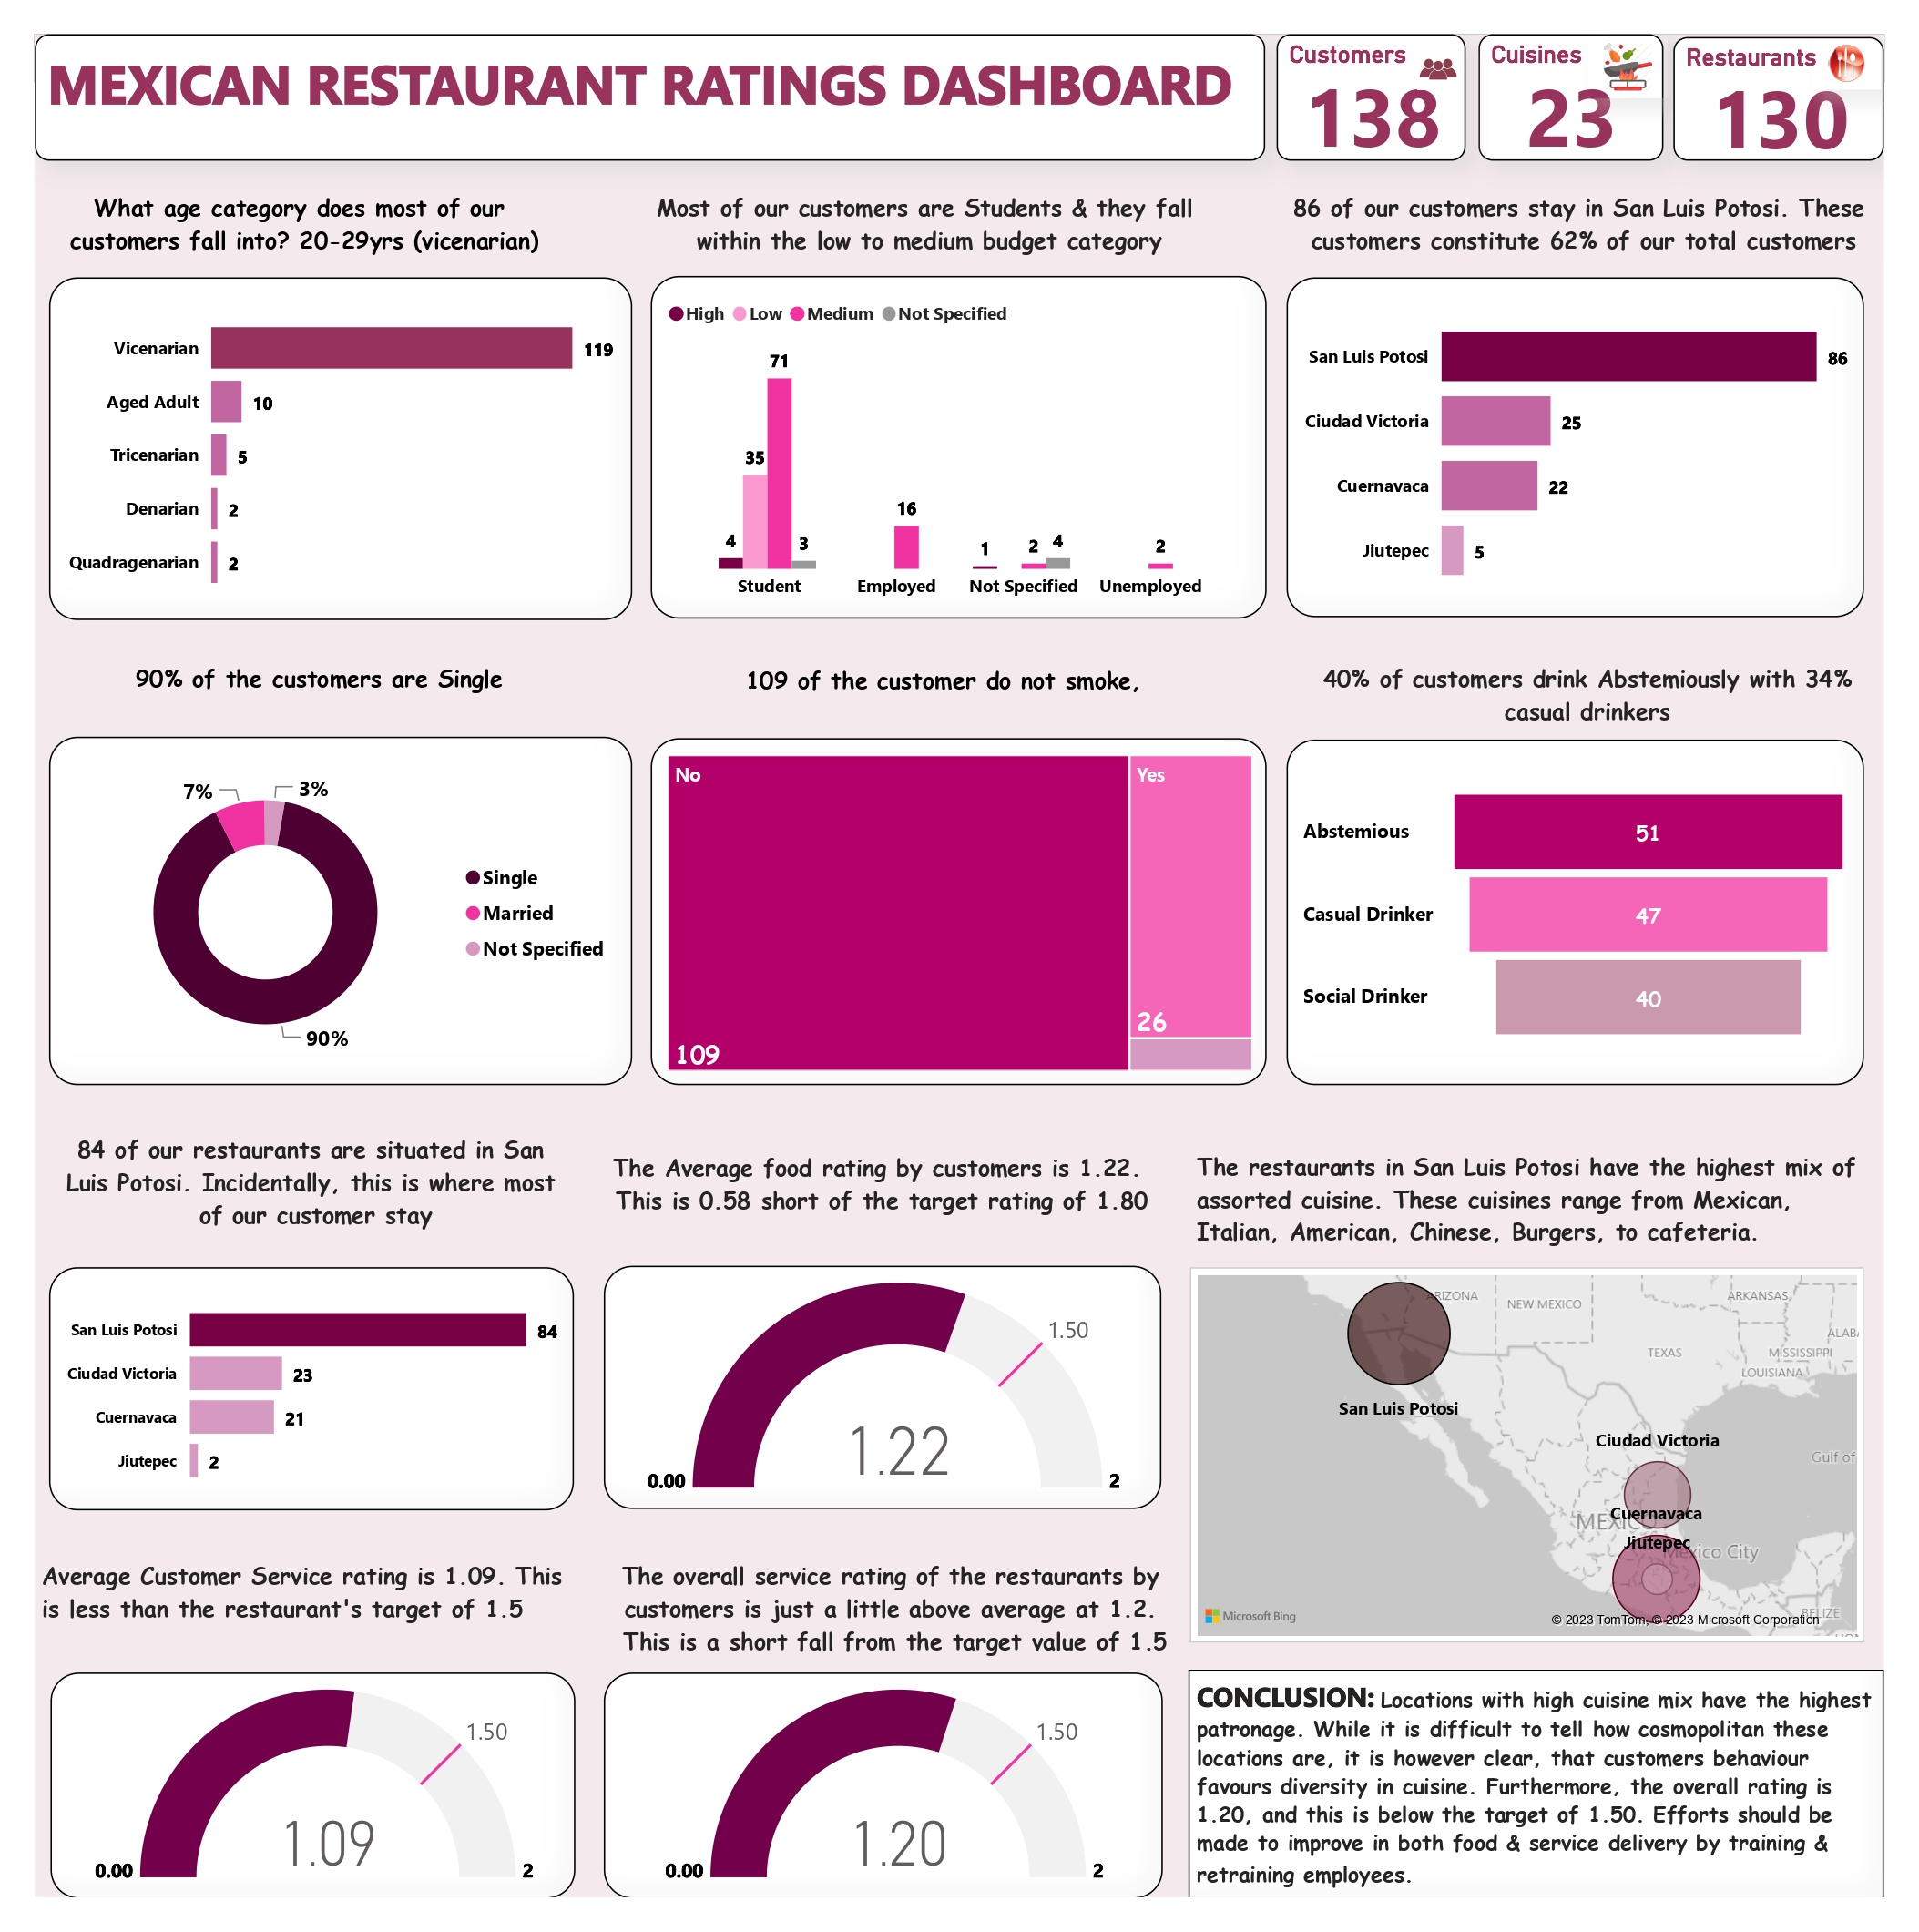 MEXICAN RESTAURANT RATINGS DASHBOARD
Customers
138
Cuisines
23
Restaurants
130
What age category does most of our
customers fall into? 20-29yrs (vicenarian)
Vicenarian 119
Aged Adult 10
Tricenarian 5
Denarian 2
Quadragenarian 2
Most of our customers are Students & they fall
within the low to medium budget category
High Low Medium Not Specified
71
35
4 3
16
1 2 4
2
Student Employed Not Specified Unemployed
86 of our customers stay in San Luis Potosi. These
customers constitute 62% of our total customers
San Luis Potosi 86
Ciudad Victoria 25
Cuernavaca 22
Jiutepec 5
90% of the customers are Single
7% 3%
Single
Married
Not Specified
90%
109 of the customer do not smoke,
No
109
Yes
26
40% of customers drink Abstemiously with 34%
casual drinkers
Abstemious 51
Casual Drinker 47
Social Drinker 40
84 of our restaurants are situated in San
Luis Potosi. Incidentally, this is where most
of our customer stay
San Luis Potosi 84
Ciudad Victoria 23
Cuernavaca 21
Jiutepec 2
The Average food rating by customers is 1.22.
This is 0.58 short of the target rating of 1.80
1.50
1.22
0.00 2
The restaurants in San Luis Potosi have the highest mix of
assorted cuisine. These cuisines range from Mexican,
Italian, American, Chinese, Burgers, to cafeteria.
ARIZONA
NEW MEXICO
ARKANSAS
ALABA
TEXAS
MISSISSIPPI
LOUISIANA
San Luis Potosi
Ciudad Victoria
Gulf of
Cuernavaca
MEXICO
Jiutepec
Mexico City
BELIZE
Microsoft Bing
© 2023 TomTom, © 2023 Microsoft Corporation
Average Customer Service rating is 1.09. This
is less than the restaurant's target of 1.5
1.50
1.09
0.00 2
The overall service rating of the restaurants by
customers is just a little above average at 1.2.
This is a short fall from the target value of 1.5
1.50
1.20
0.00 2
CONCLUSION: Locations with high cuisine mix have the highest
patronage. While it is difficult to tell how cosmopolitan these
locations are, it is however clear, that customers behaviour
favours diversity in cuisine. Furthermore, the overall rating is
1.20, and this is below the target of 1.50. Efforts should be
made to improve in both food & service delivery by training &
retraining employees.